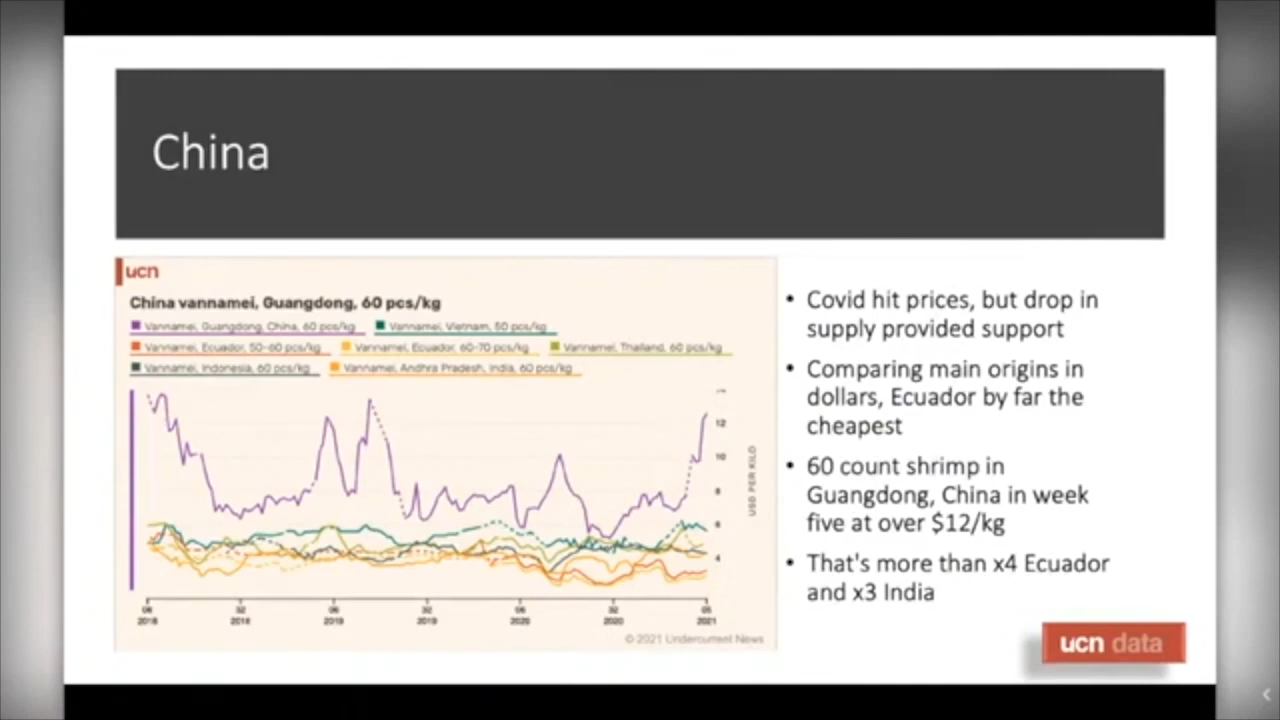 China
ucn
China vannamei, Guangdong, 60 pcs/kg
Vannamei, Guangdong, China, 60 pcs/kg Vannamei, Vietnam, 50 pcs/kg
Vannamei, Ecuador, 50-60 pcs/kg Vannamei, Ecuador, 60-70 pcs/kg Vannamei, Thailand, 60 pcs/kg
Vannamei, Indonesia, 60 pcs/kg Vannamei, Andhra Pradesh, India, 60 pcs/kg
12
10
8
6
4
USD PER KILO
06 32 06 32 06 32 05
2018 2018 2019 2019 2020 2020 2021
© 2021 Undercurrent News
• Covid hit prices, but drop in
supply provided support
• Comparing main origins in
dollars, Ecuador by far the
cheapest
• 60 count shrimp in
Guangdong, China in week
five at over $12/kg
• That's more than x4 Ecuador
and x3 India
ucn data